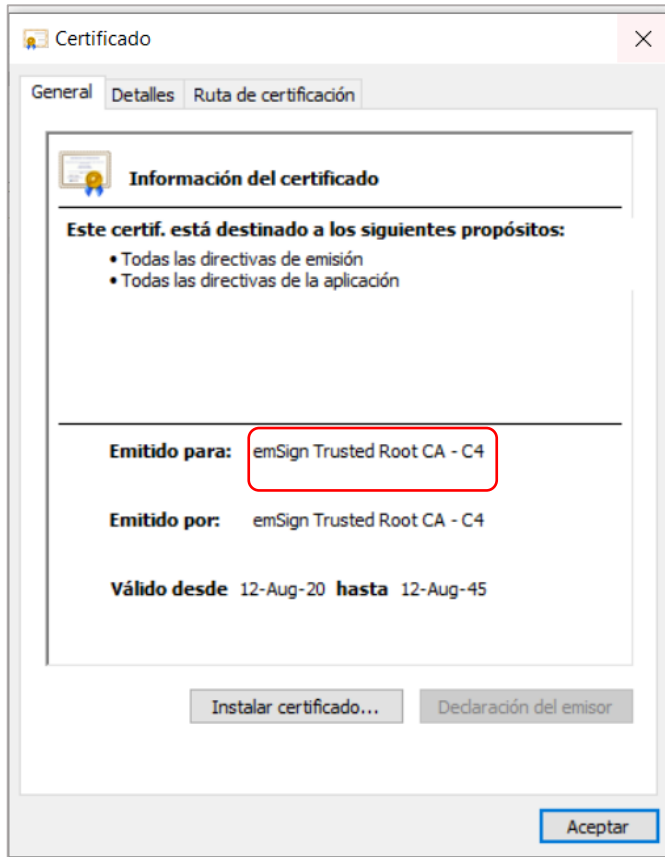 Certificado
General Detalles Ruta de certificación
Información del certificado
Este certif. está destinado a los siguientes propósitos:
• Todas las directivas de emisión
• Todas las directivas de la aplicación
Emitido para: emSign Trusted Root CA - C4
Emitido por: emSign Trusted Root CA - C4
Válido desde 12-Aug-20 hasta 12-Aug-45
Instalar certificado... Declaración del emisor
Aceptar